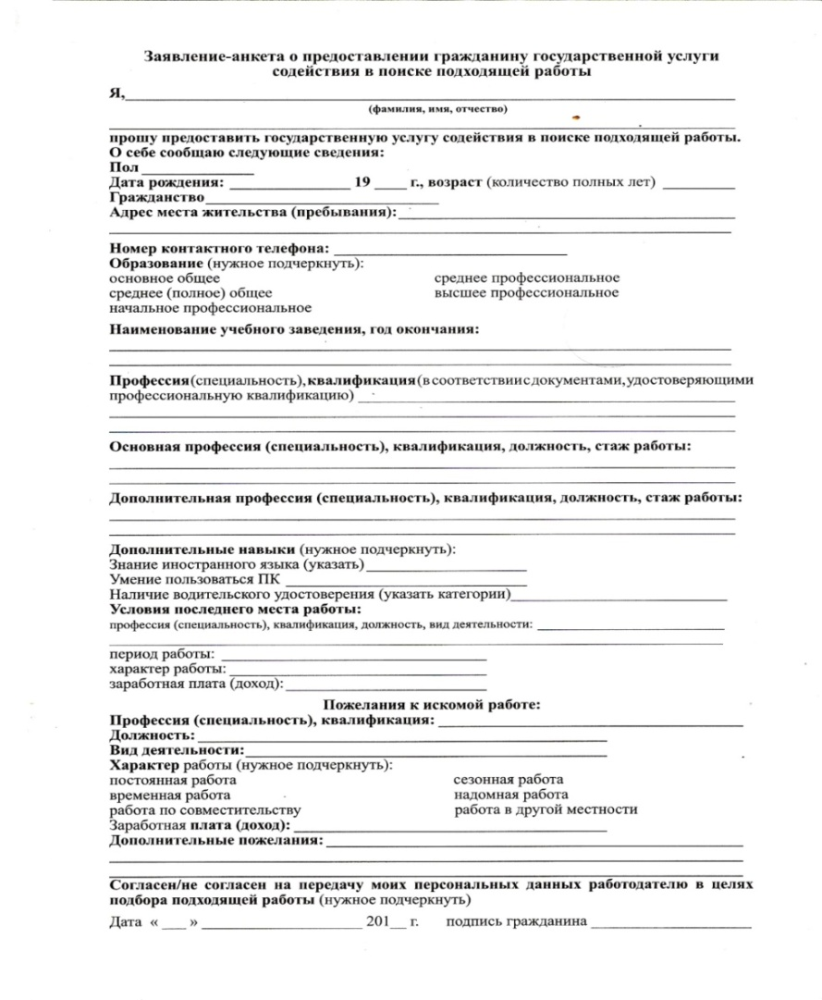 Заявление-анкета о предоставлении гражданину государственной услуги
содействия в поиске подходящей работы
Я,
(фамилия, имя, отчество)
прошу предоставить государственную услугу содействия в поиске подходящей работы.
О себе сообщаю следующие сведения:
Пол
Дата рождения: ____________ 19 ____ г., возраст (количество полных лет) ________
Гражданство
Адрес места жительства (пребывания):
Номер контактного телефона:
Образование (нужное подчеркнуть):
основное общее среднее профессиональное
среднее (полное) общее высшее профессиональное
начальное профессиональное
Наименование учебного заведения, год окончания:
Профессия (специальность), квалификация (в соответствии с документами, удостоверяющими
профессиональную квалификацию)
Основная профессия (специальность), квалификация, должность, стаж работы:
Дополнительная профессия (специальность), квалификация, должность, стаж работы:
Дополнительные навыки (нужное подчеркнуть):
Знание иностранного языка (указать)
Умение пользоваться ПК
Наличие водительского удостоверения (указать категории)
Условия последнего места работы:
профессия (специальность), квалификация, должность, вид деятельности:
период работы:
характер работы:
заработная плата (доход):
Пожелания к искомой работе:
Профессия (специальность), квалификация:
Должность:
Вид деятельности:
Характер работы (нужное подчеркнуть):
постоянная работа сезонная работа
временная работа надомная работа
работа по совместительству работа в другой местности
Заработная плата (доход):
Дополнительные пожелания:
Согласен/не согласен на передачу моих персональных данных работодателю в целях
подбора подходящей работы (нужное подчеркнуть)
Дата « ___ » ________________ 201__ г. подпись гражданина ________________